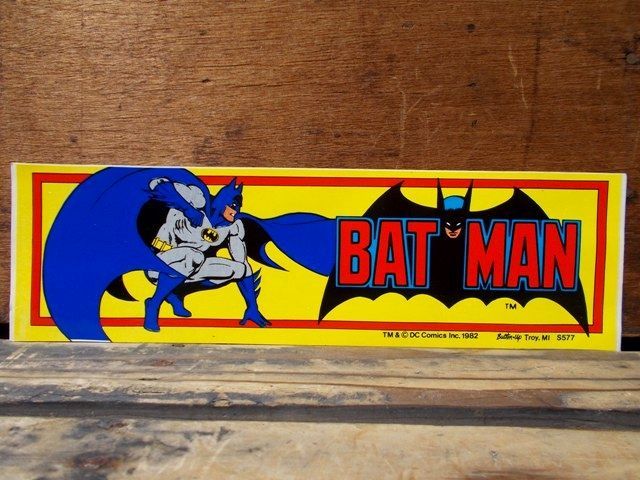 BAT MAN
TM
TM & © DC Comics Inc. 1982 Button-Up Troy, MI S577